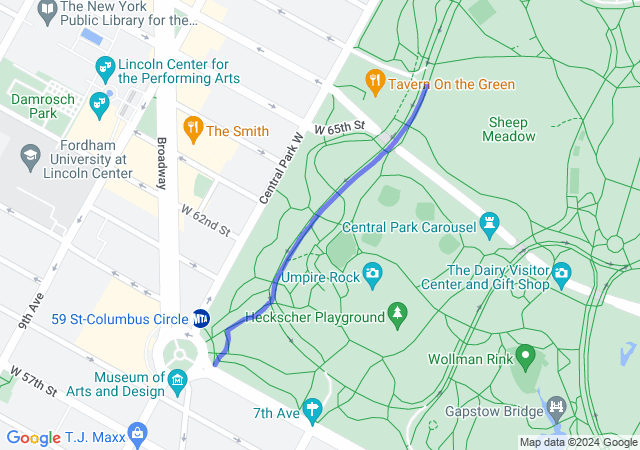 The New York
Public Library for the...
Lincoln Center for
the Performing Arts
Tavern On the Green
Damrosch
Park
The Smith
W 65th St
Sheep
Meadow
Fordham
University at
Lincoln Center
Broadway
Central Park W
W 62nd St
Central Park Carousel
Umpire Rock
The Dairy Visitor
Center and Gift Shop
9th Ave
59 St-Columbus Circle
MTA
Heckscher Playground
Wollman Rink
W 57th St
Museum of
Arts and Design
7th Ave
Gapstow Bridge
Google
T.J. Maxx
Map data ©2024 Google